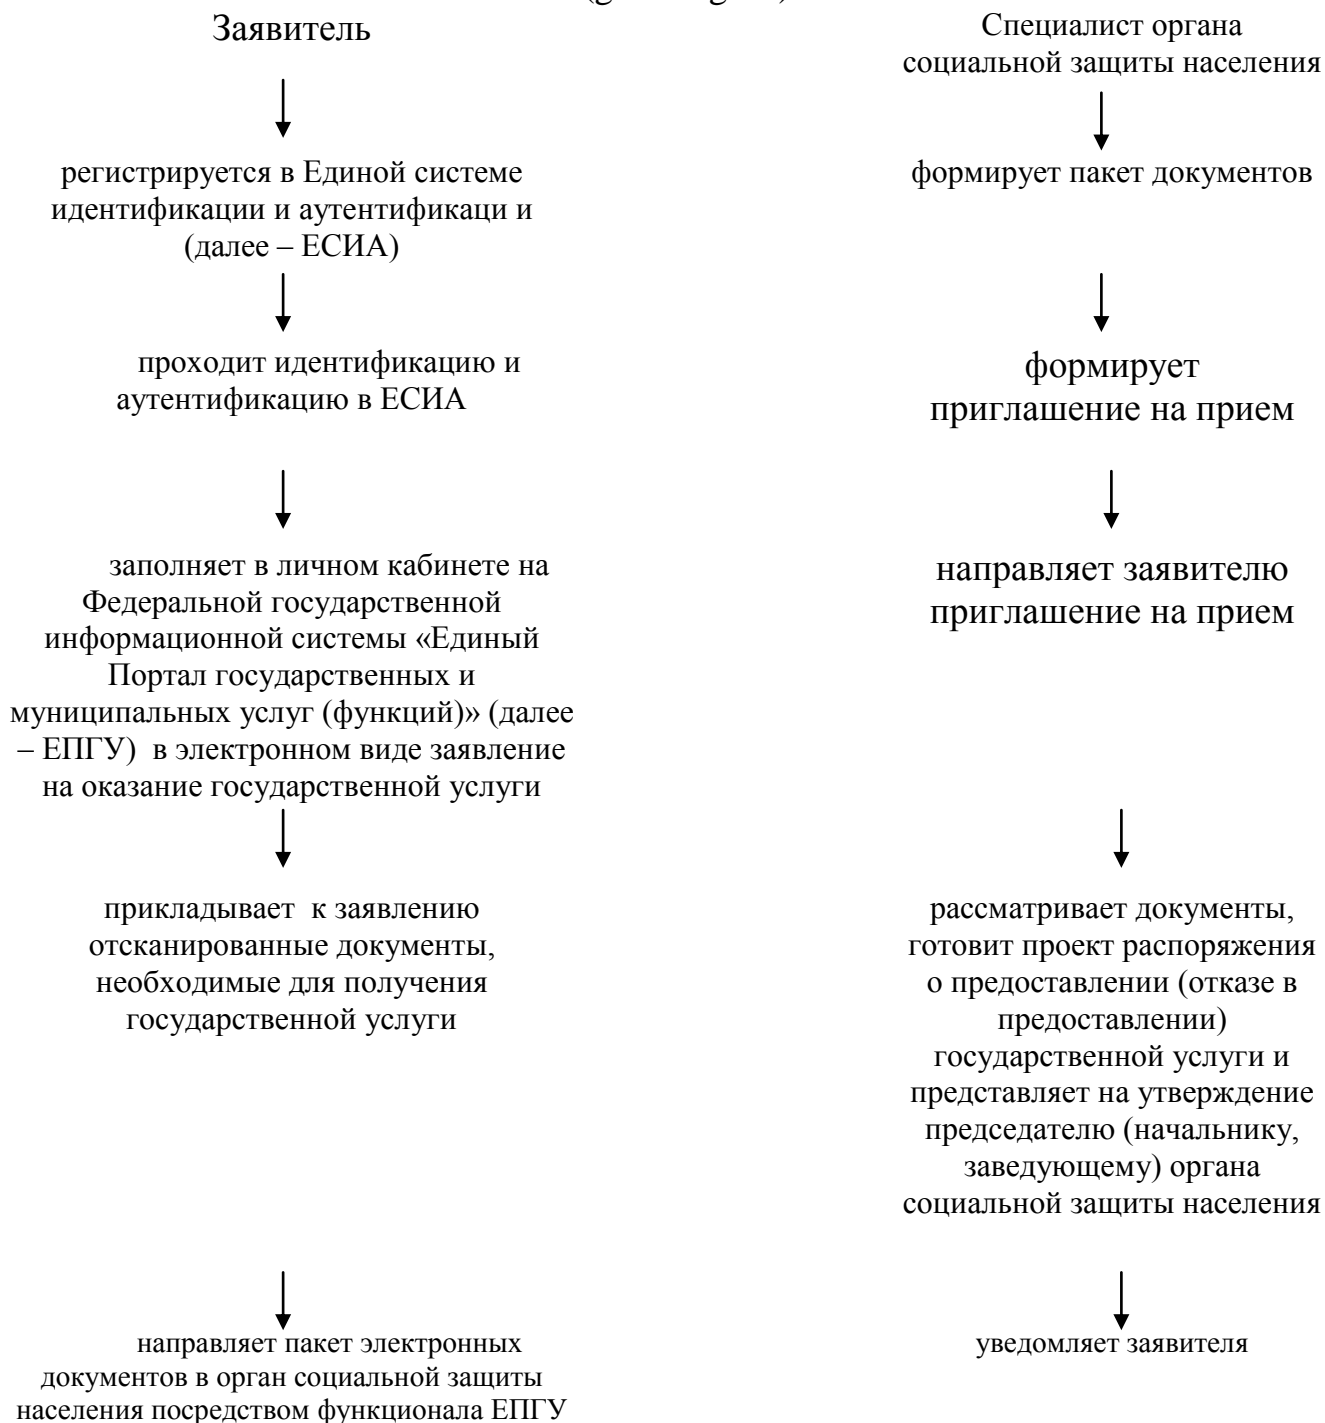 Заявитель
регистрируется в Единой системе
идентификации и аутентификаци и
(далее – ЕСИА)
проходит идентификацию и
аутентификацию в ЕСИА
заполняет в личном кабинете на
Федеральной государственной
информационной системы «Единый
Портал государственных и
муниципальных услуг (функций)» (далее
– ЕПГУ) в электронном виде заявление
на оказание государственной услуги
прикладывает к заявлению
отсканированные документы,
необходимые для получения
государственной услуги
направляет пакет электронных
документов в орган социальной защиты
населения посредством функционала ЕПГУ
Специалист органа
социальной защиты населения
формирует пакет документов
формирует
приглашение на прием
направляет заявителю
приглашение на прием
рассматривает документы,
готовит проект распоряжения
о предоставлении (отказе в
предоставлении)
государственной услуги и
представляет на утверждение
председателю (начальнику,
заведующему) органа
социальной защиты населения
уведомляет заявителя